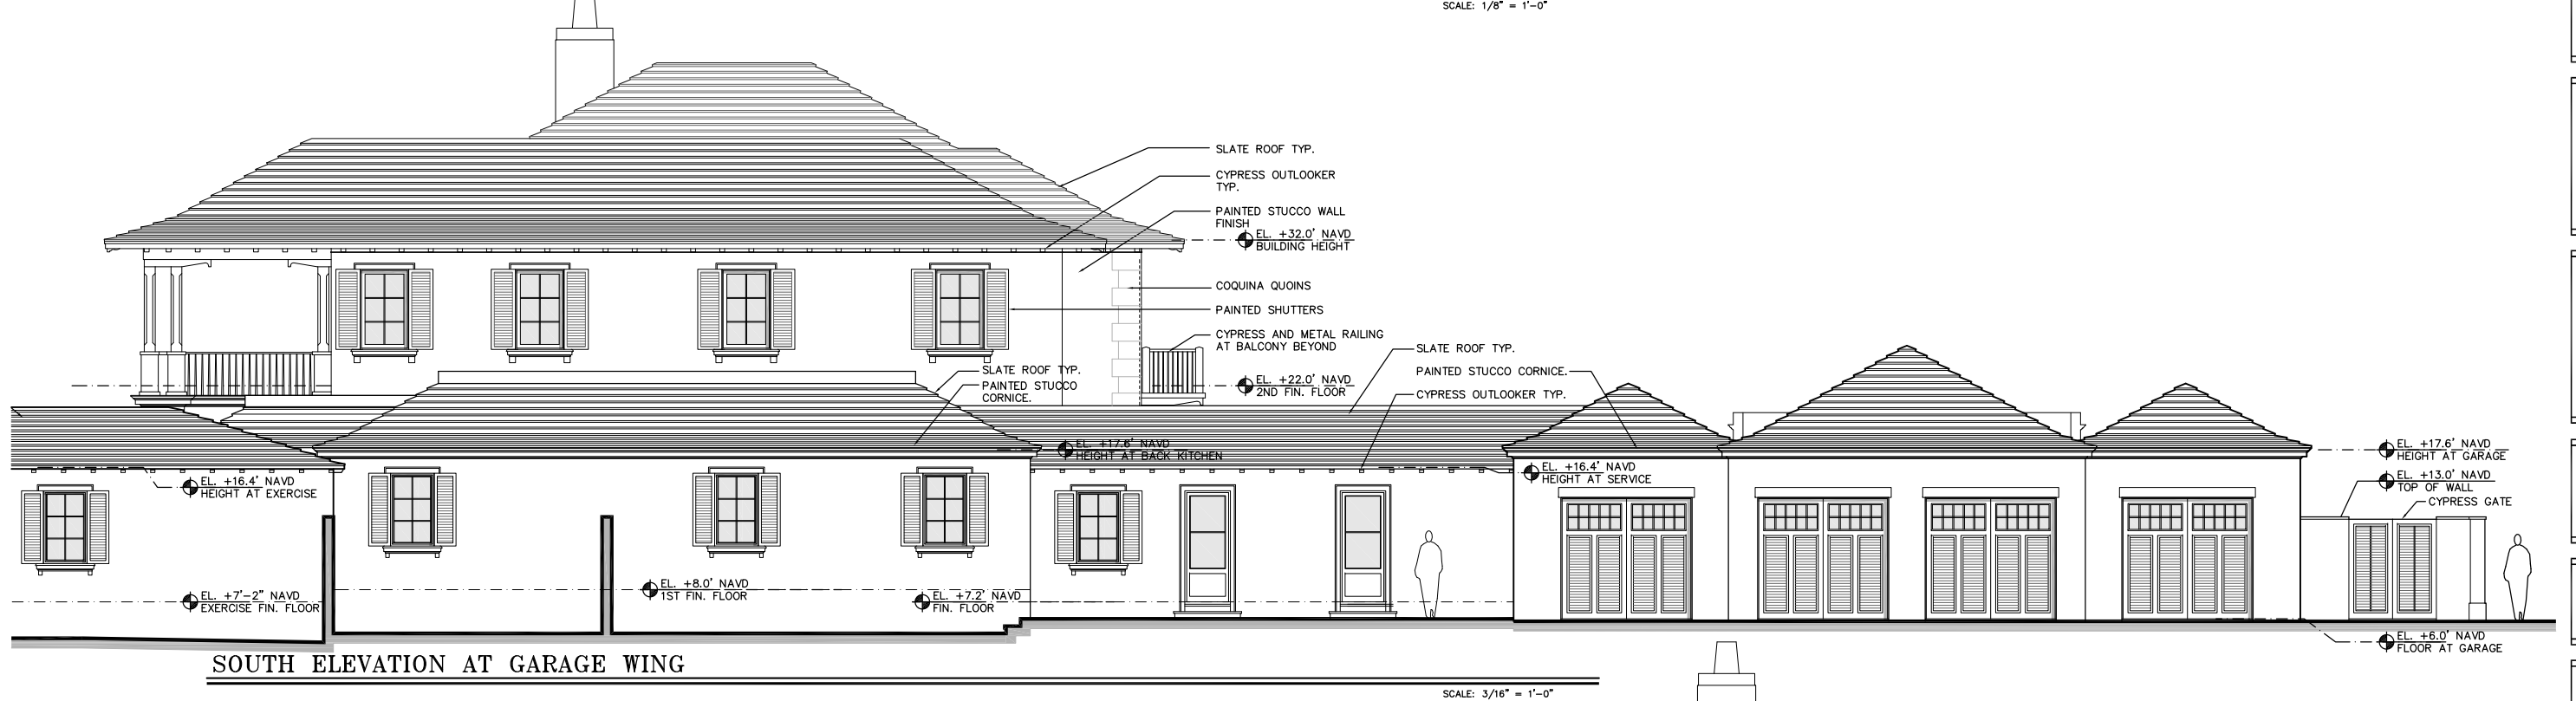 SCALE: 1/8" = 1'-0"
SLATE ROOF TYP.
CYPRESS OUTLOOKER
TYP.
PAINTED STUCCO WALL
FINISH
EL. +32.0' NAVD
BUILDING HEIGHT
COQUINA QUOINS
PAINTED SHUTTERS
CYPRESS AND METAL RAILING
AT BALCONY BEYOND
SLATE ROOF TYP.
PAINTED STUCCO CORNICE.
CYPRESS OUTLOOKER TYP.
SLATE ROOF TYP.
PAINTED STUCCO
CORNICE.
EL. +22.0' NAVD
2ND FIN. FLOOR
EL. +17.6' NAVD
HEIGHT AT BACK KITCHEN
EL. +16.4' NAVD
HEIGHT AT SERVICE
EL. +17.6' NAVD
HEIGHT AT GARAGE
EL. +13.0' NAVD
TOP OF WALL
CYPRESS GATE
EL. +16.4' NAVD
HEIGHT AT EXERCISE
EL. +7'-2" NAVD
EXERCISE FIN. FLOOR
EL. +8.0' NAVD
1ST FIN. FLOOR
EL. +7.2' NAVD
FIN. FLOOR
EL. +6.0' NAVD
FLOOR AT GARAGE
SOUTH ELEVATION AT GARAGE WING
SCALE: 3/16" = 1'-0"